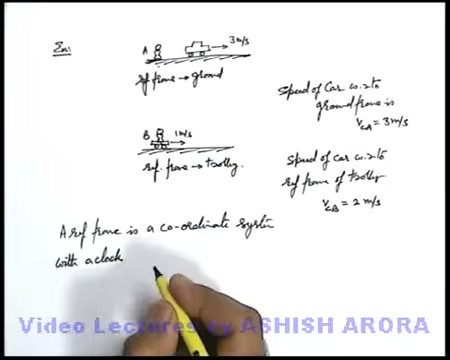 Ex:
A
3 m/s
ref frame → ground
Speed of Car w.r.to
ground frame is
V_CA = 3 m/s
B
1 m/s
ref. frame → trolly.
Speed of car w.r.to
ref frame of trolly
V_CB = 2 m/s
A ref frame is a co-ordinate system
with a clock
Video Lectures by ASHISH ARORA